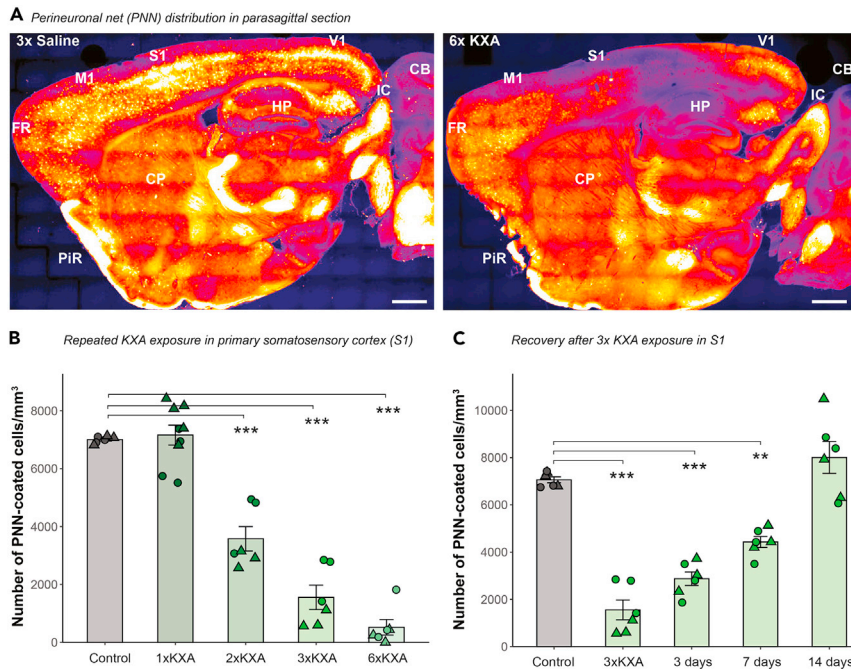 A Perineuronal net (PNN) distribution in parasagittal section
3x Saline
FR
M1
S1
V1
HP
IC
CB
CP
PiR
6x KXA
FR
M1
S1
V1
HP
IC
CB
CP
PiR
B Repeated KXA exposure in primary somatosensory cortex (S1)
Number of PNN-coated cells/mm³
8000
6000
4000
2000
0
***
***
***
Control 1xKXA 2xKXA 3xKXA 6xKXA
C Recovery after 3x KXA exposure in S1
Number of PNN-coated cells/mm³
10000
8000
6000
4000
2000
0
***
***
**
Control 3xKXA 3 days 7 days 14 days